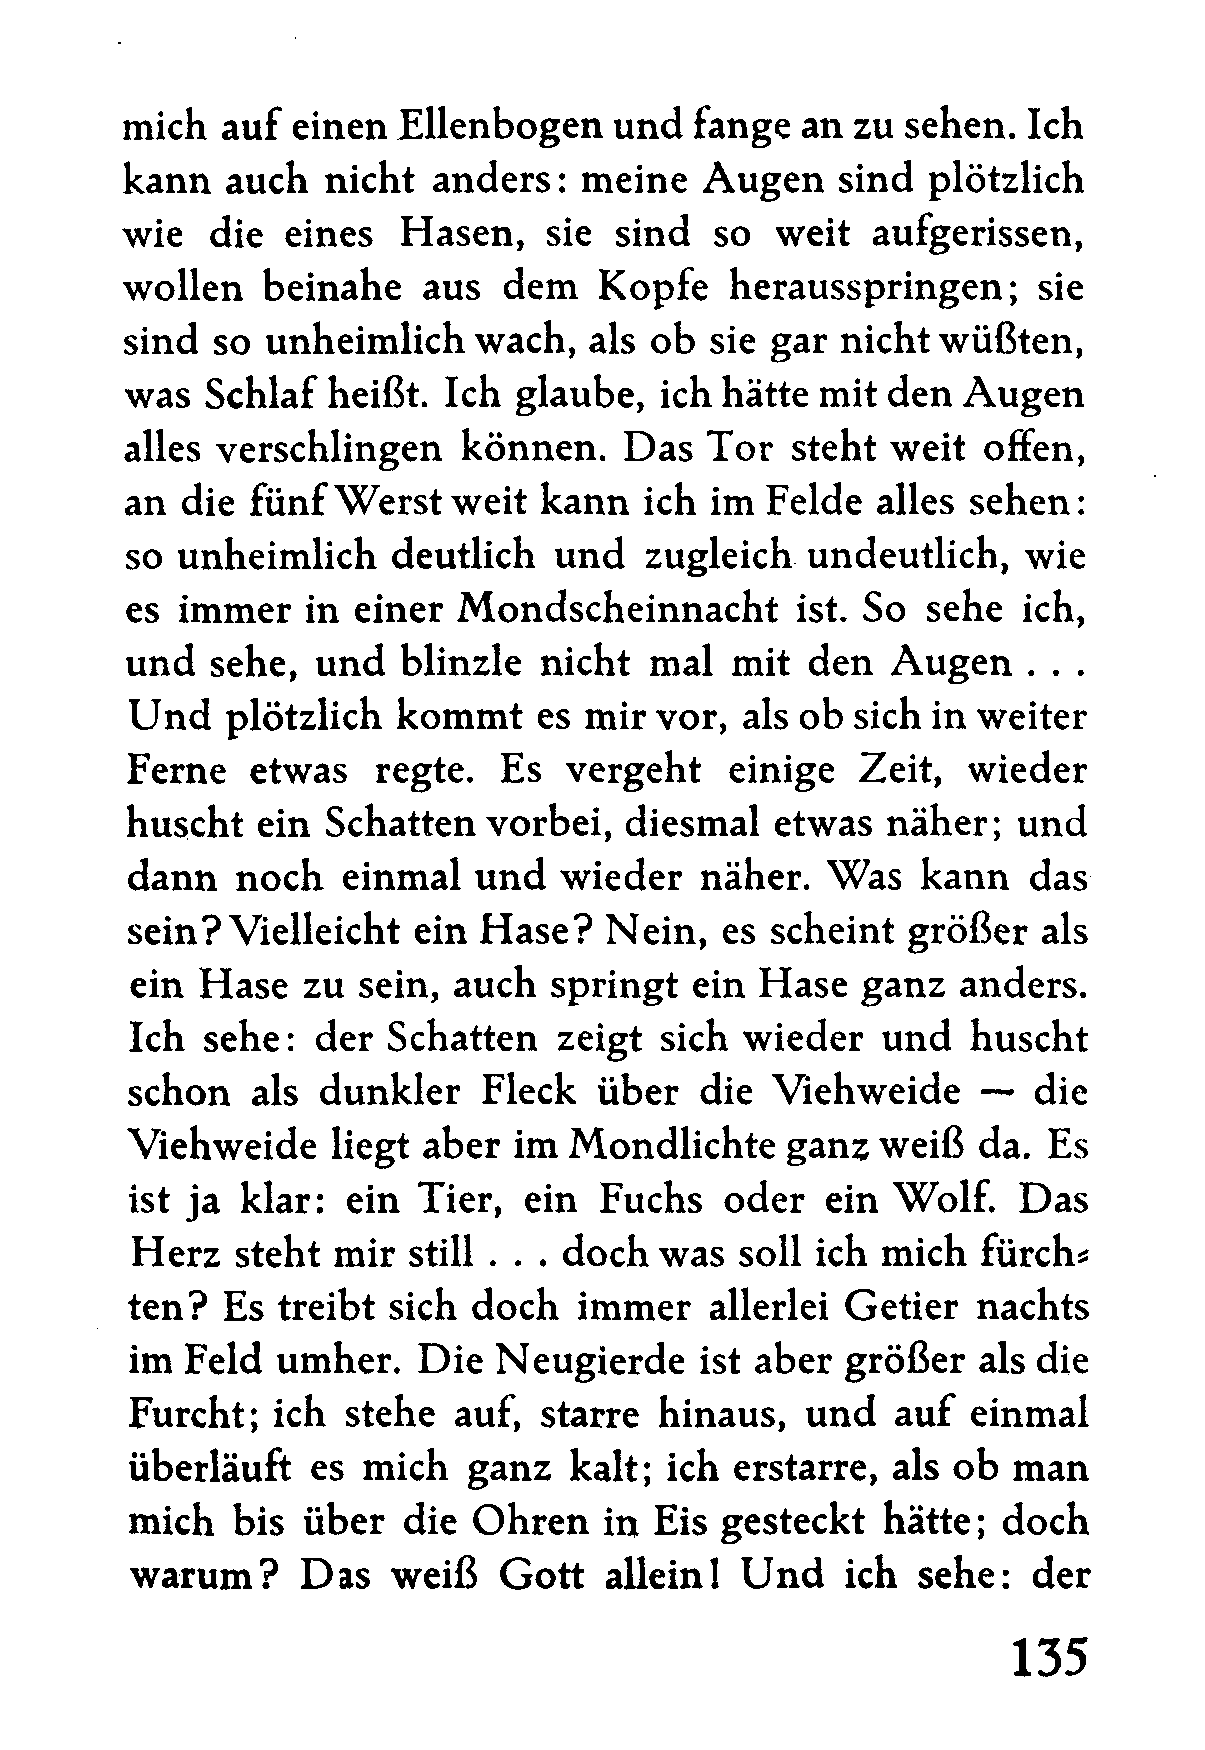 mich auf einen Ellenbogen und fange an zu sehen. Ich
kann auch nicht anders: meine Augen sind plötzlich
wie die eines Hasen, sie sind so weit aufgerissen,
wollen beinahe aus dem Kopfe herausspringen; sie
sind so unheimlich wach, als ob sie gar nicht wüßten,
was Schlaf heißt. Ich glaube, ich hätte mit den Augen
alles verschlingen können. Das Tor steht weit offen,
an die fünf Werst weit kann ich im Felde alles sehen:
so unheimlich deutlich und zugleich undeutlich, wie
es immer in einer Mondscheinnacht ist. So sehe ich,
und sehe, und blinzle nicht mal mit den Augen . . .
Und plötzlich kommt es mir vor, als ob sich in weiter
Ferne etwas regte. Es vergeht einige Zeit, wieder
huscht ein Schatten vorbei, diesmal etwas näher; und
dann noch einmal und wieder näher. Was kann das
sein? Vielleicht ein Hase? Nein, es scheint größer als
ein Hase zu sein, auch springt ein Hase ganz anders.
Ich sehe: der Schatten zeigt sich wieder und huscht
schon als dunkler Fleck über die Viehweide — die
Viehweide liegt aber im Mondlichte ganz weiß da. Es
ist ja klar: ein Tier, ein Fuchs oder ein Wolf. Das
Herz steht mir still . . . doch was soll ich mich fürch⸗
ten? Es treibt sich doch immer allerlei Getier nachts
im Feld umher. Die Neugierde ist aber größer als die
Furcht; ich stehe auf, starre hinaus, und auf einmal
überläuft es mich ganz kalt; ich erstarre, als ob man
mich bis über die Ohren in Eis gesteckt hätte; doch
warum? Das weiß Gott allein! Und ich sehe: der
135